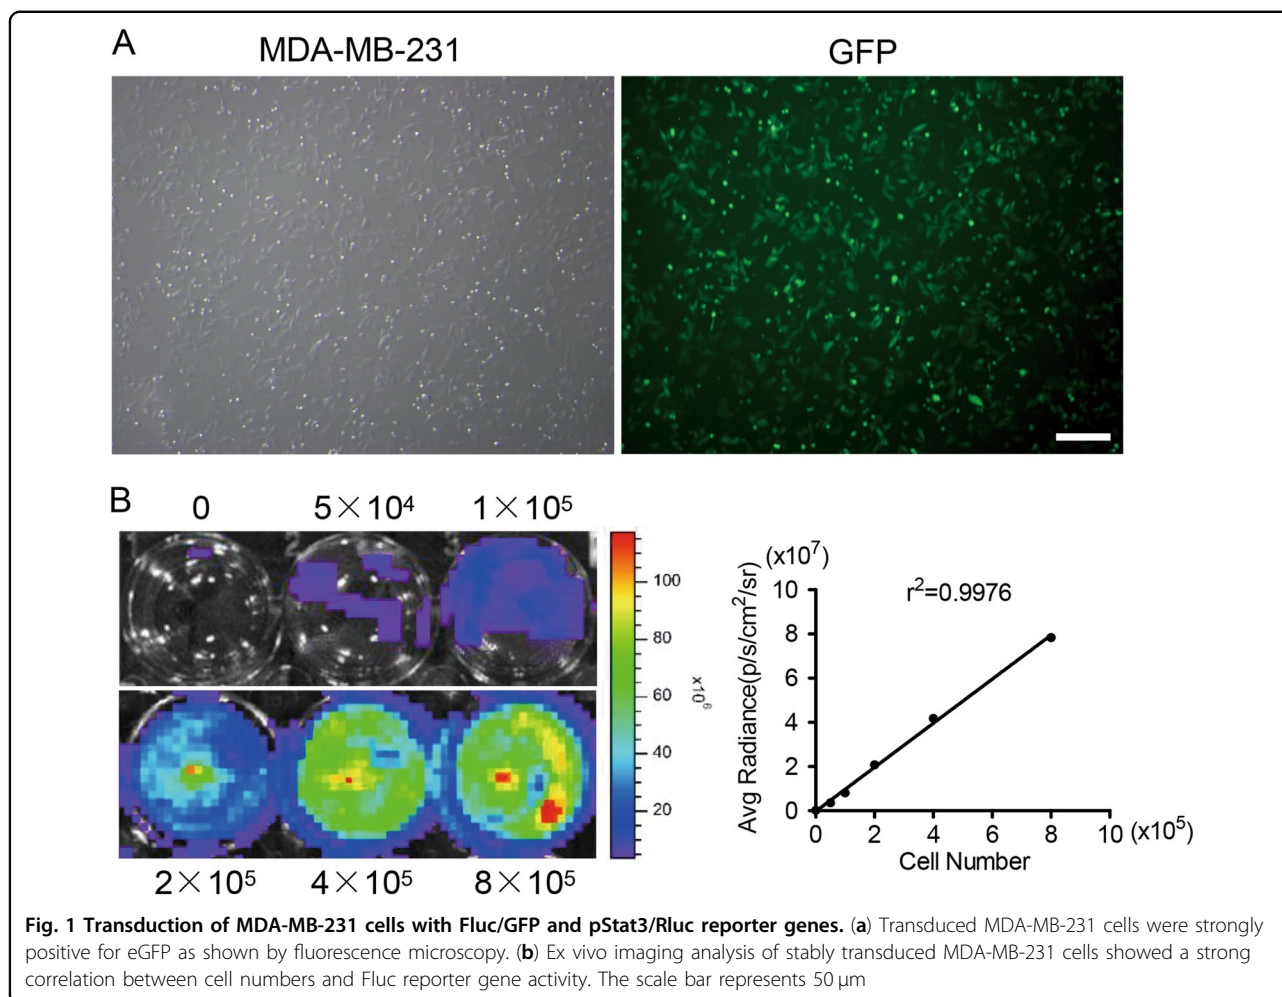 A
MDA-MB-231
GFP
B
0
5×10⁴
1×10⁵
1
2
3
100
80
60
40
20
x10⁶
2×10⁵
4×10⁵
8×10⁵
(x10⁷)
r²=0.9976
Avg Radiance(p/s/cm²/sr)
10
8
6
4
2
0
0
2
4
6
8
10
(x10⁵)
Cell Number
Fig. 1 Transduction of MDA-MB-231 cells with Fluc/GFP and pStat3/Rluc reporter genes. (a) Transduced MDA-MB-231 cells were strongly
positive for eGFP as shown by fluorescence microscopy. (b) Ex vivo imaging analysis of stably transduced MDA-MB-231 cells showed a strong
correlation between cell numbers and Fluc reporter gene activity. The scale bar represents 50 μm